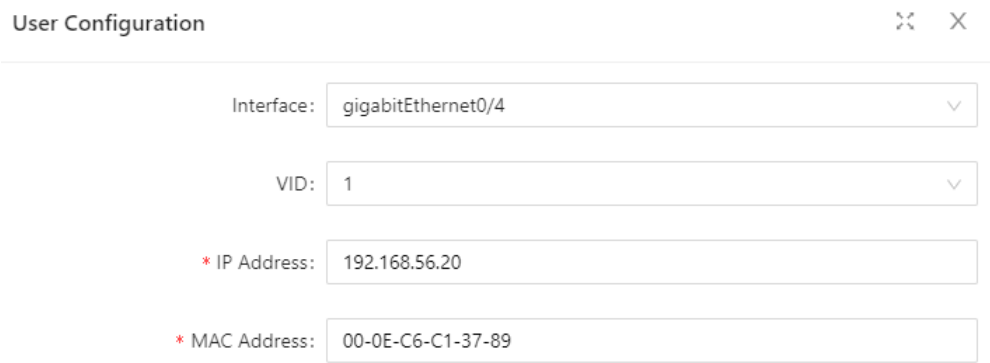 User Configuration
Interface: gigabitEthernet0/4
VID: 1
* IP Address: 192.168.56.20
* MAC Address: 00-0E-C6-C1-37-89